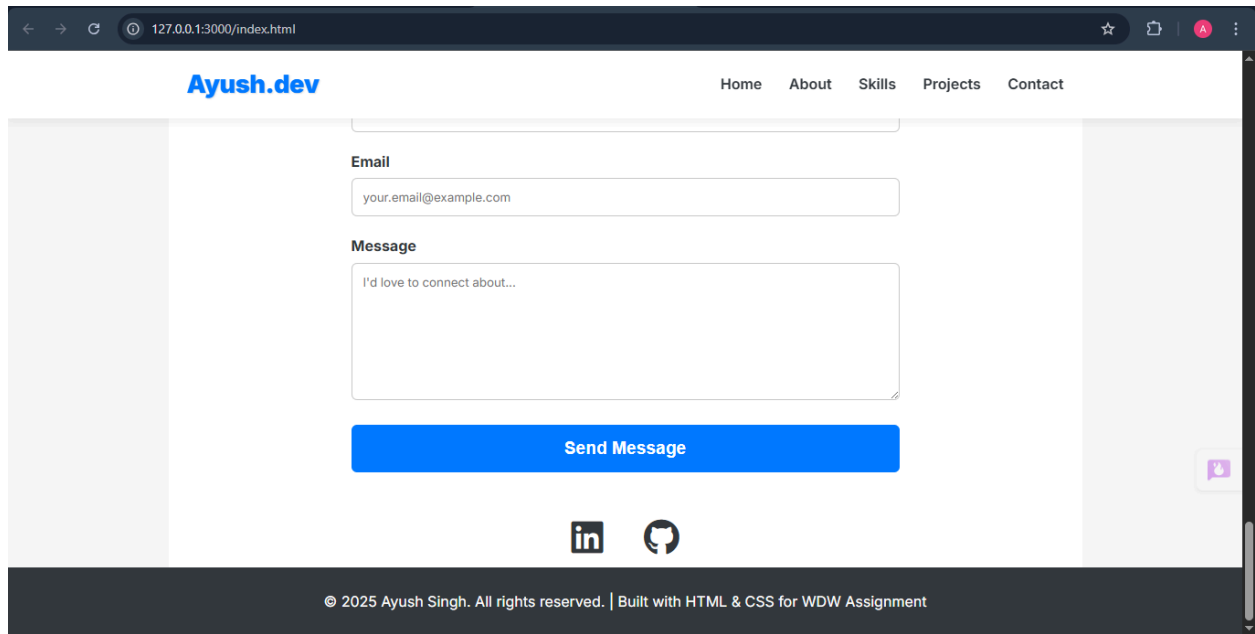 127.0.0.1:3000/index.html
A
Ayush.dev
Home About Skills Projects Contact
Email
your.email@example.com
Message
I'd love to connect about...
Send Message
in
© 2025 Ayush Singh. All rights reserved. | Built with HTML & CSS for WDW Assignment